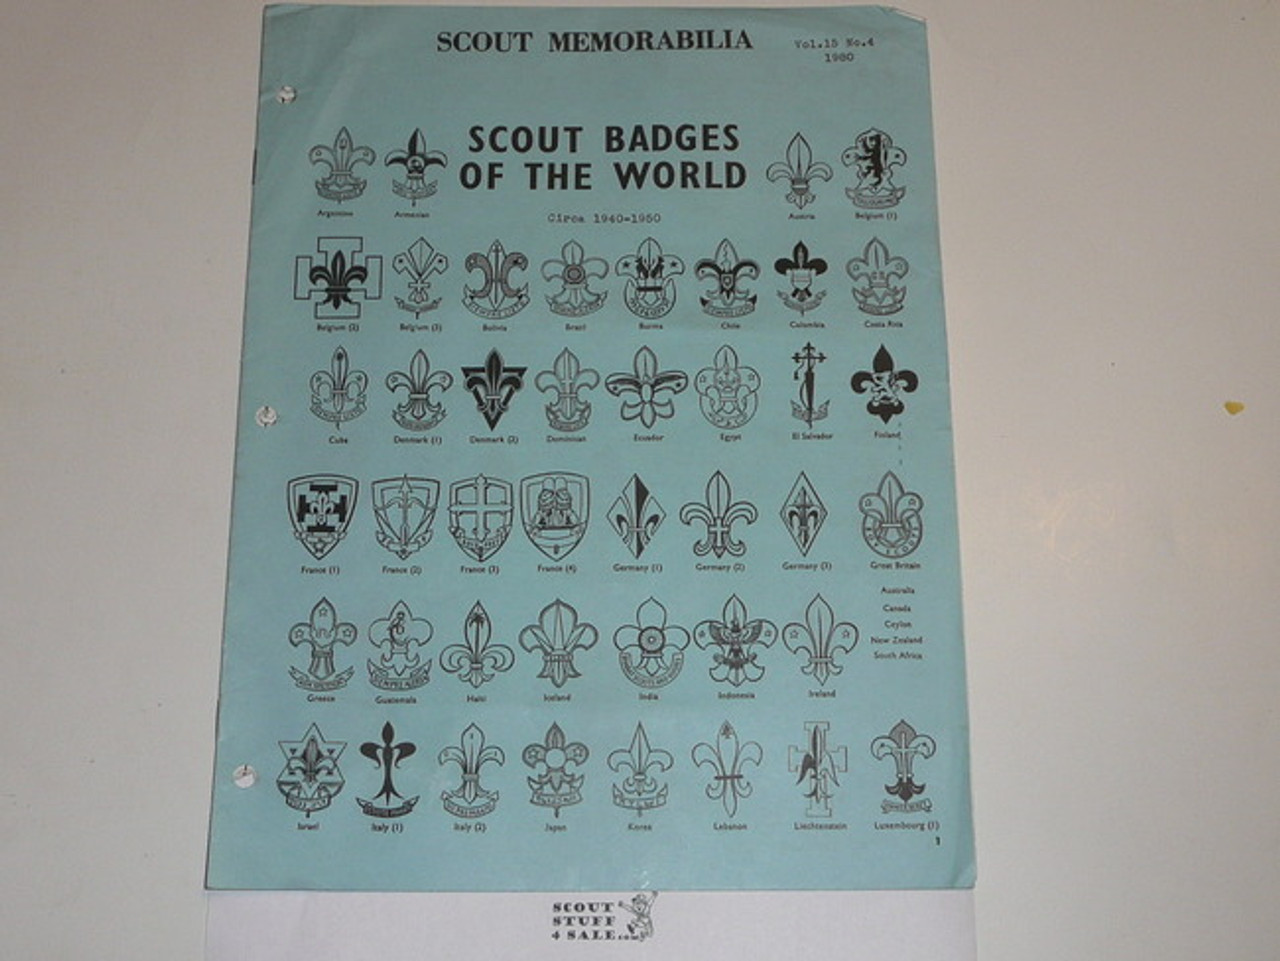 SCOUT MEMORABILIA
Vol.15 No.4
1980
SCOUT BADGES
OF THE WORLD
Circa 1940-1950
Argentine
Armenian
Austria
Belgium (1)
Belgium (2)
Belgium (3)
Bolivia
Brazil
Burma
Chile
Colombia
Costa Rica
Cuba
Denmark (1)
Denmark (2)
Dominican
Ecuador
Egypt
El Salvador
Finland
France (1)
France (2)
France (3)
France (4)
Germany (1)
Germany (2)
Germany (3)
Great Britain
Australia
Canada
Ceylon
New Zealand
South Africa
Greece
Guatemala
Haiti
Iceland
India
Indonesia
Ireland
Israel
Italy (1)
Italy (2)
Japan
Korea
Lebanon
Liechtenstein
Luxembourg (1)
1
SCOUT
STUFF
4 SALE.com